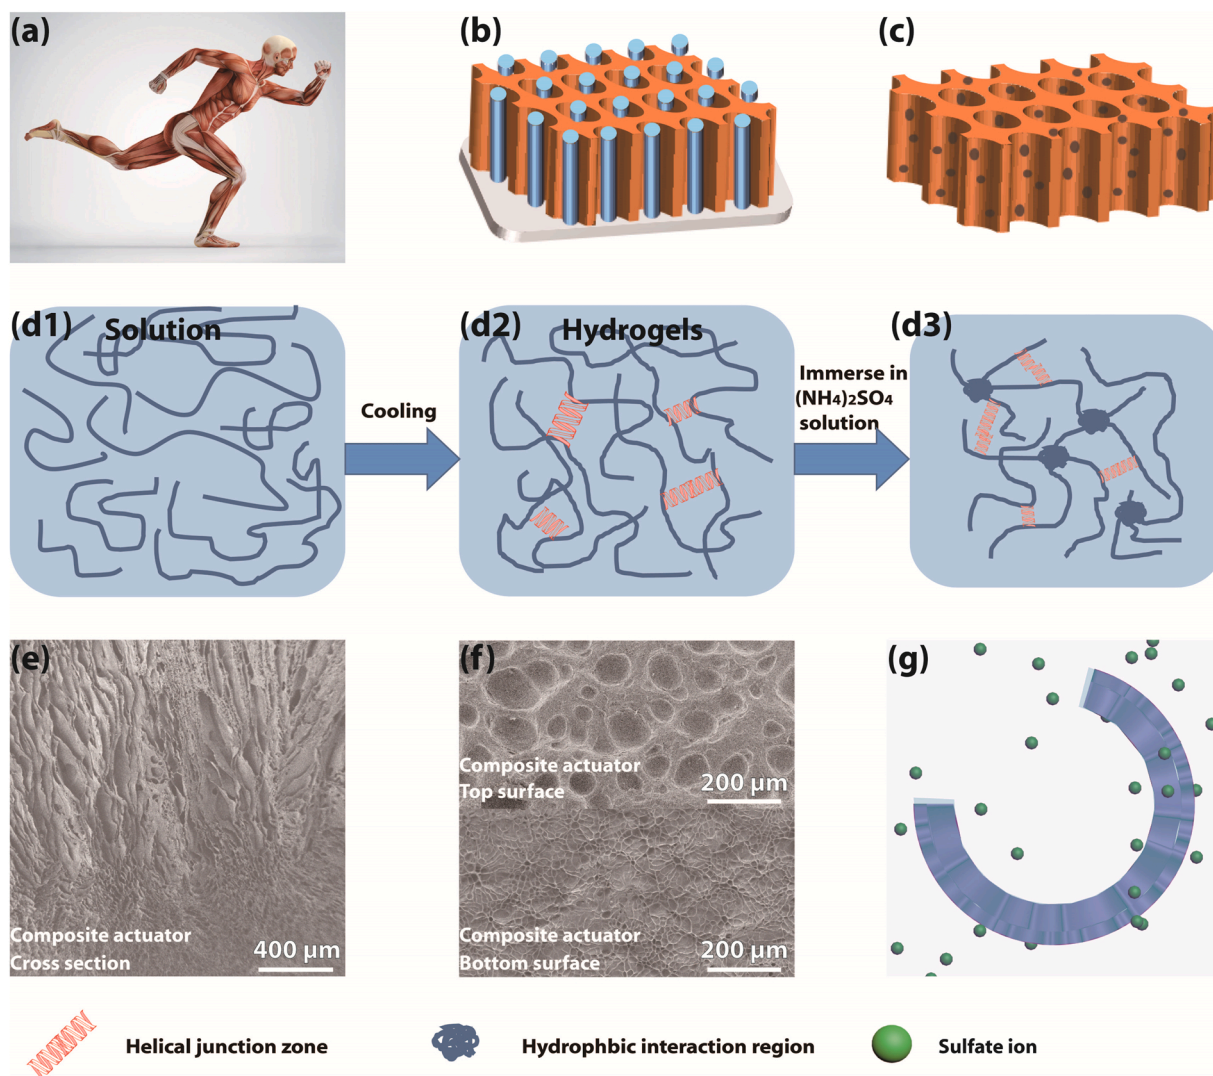 (a)
(b)
(c)
(d1) Solution
(d2) Hydrogels
(d3)
Cooling
Immerse in
(NH4)2SO4
solution
(e)
Composite actuator
Cross section
400 μm
(f)
Composite actuator
Top surface
200 μm
Composite actuator
Bottom surface
200 μm
(g)
Helical junction zone
Hydrophbic interaction region
Sulfate ion